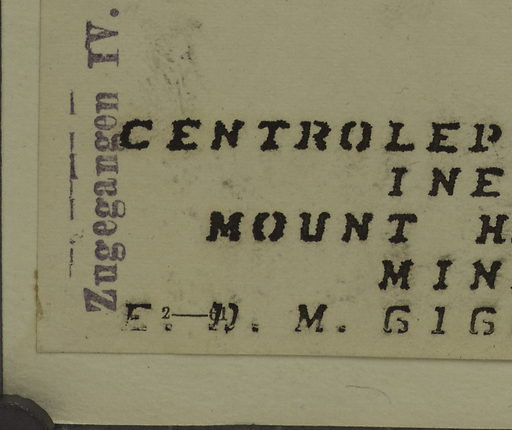 Zugegangen IV.
CENTROLEP
INE
MOUNT H
MIN
E. D. M. GIG